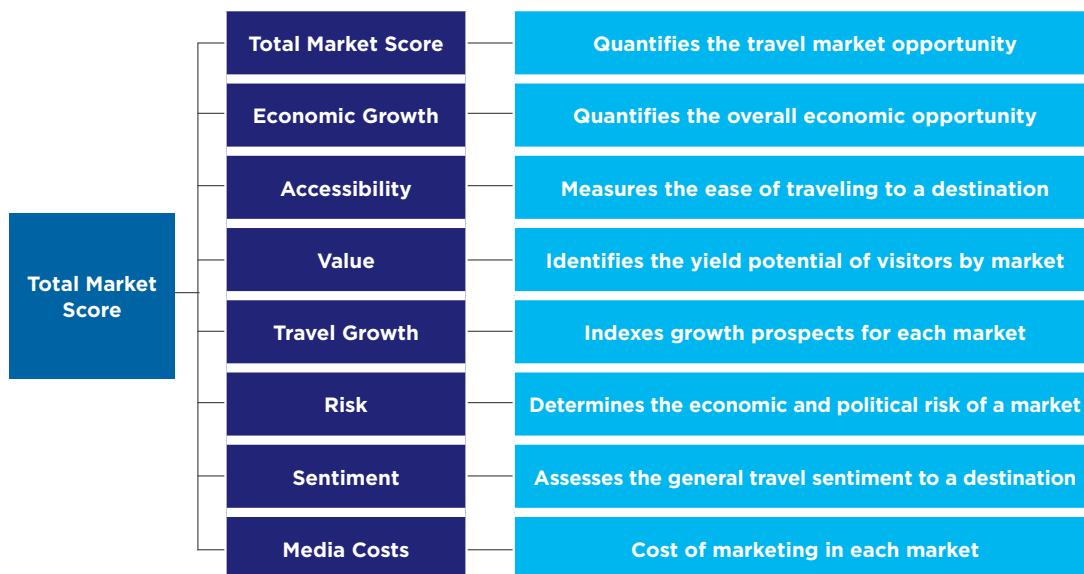 Total Market
Score
Total Market Score
Quantifies the travel market opportunity
Economic Growth
Quantifies the overall economic opportunity
Accessibility
Measures the ease of traveling to a destination
Value
Identifies the yield potential of visitors by market
Travel Growth
Indexes growth prospects for each market
Risk
Determines the economic and political risk of a market
Sentiment
Assesses the general travel sentiment to a destination
Media Costs
Cost of marketing in each market